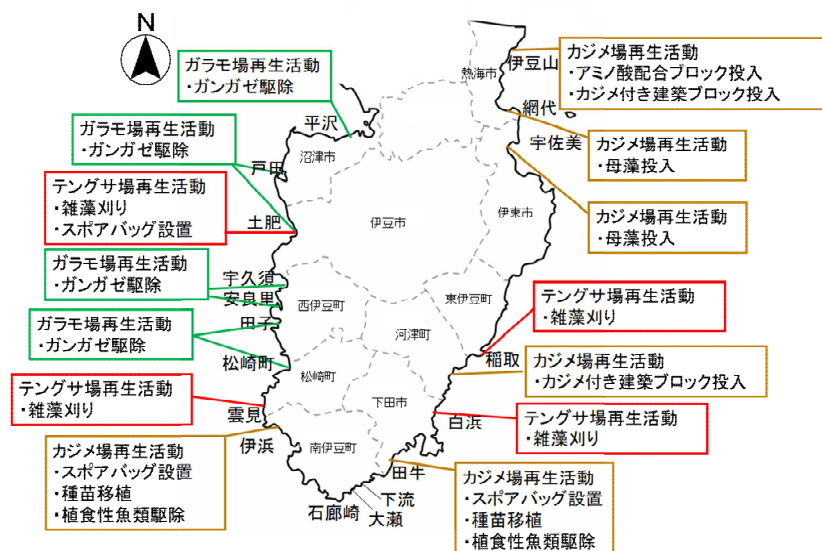 N
ガラモ場再生活動
・ガンガゼ駆除
平沢
ガラモ場再生活動
・ガンガゼ駆除
戸田
テングサ場再生活動
・雑藻刈り
・スポアバッグ設置
土肥
ガラモ場再生活動
・ガンガゼ駆除
宇久須
安良里
ガラモ場再生活動
・ガンガゼ駆除
田子
松崎町
テングサ場再生活動
・雑藻刈り
雲見
伊浜
カジメ場再生活動
・スポアバッグ設置
・種苗移植
・植食性魚類駆除
熱海市
沼津市
伊豆市
伊東市
西伊豆町
東伊豆町
河津町
松崎町
下田市
南伊豆町
伊豆山
カジメ場再生活動
・アミノ酸配合ブロック投入
・カジメ付き建築ブロック投入
網代
宇佐美
カジメ場再生活動
・母藻投入
カジメ場再生活動
・母藻投入
テングサ場再生活動
・雑藻刈り
稲取
カジメ場再生活動
・カジメ付き建築ブロック投入
白浜
テングサ場再生活動
・雑藻刈り
田牛
下流
大瀬
石廊崎
カジメ場再生活動
・スポアバッグ設置
・種苗移植
・植食性魚類駆除